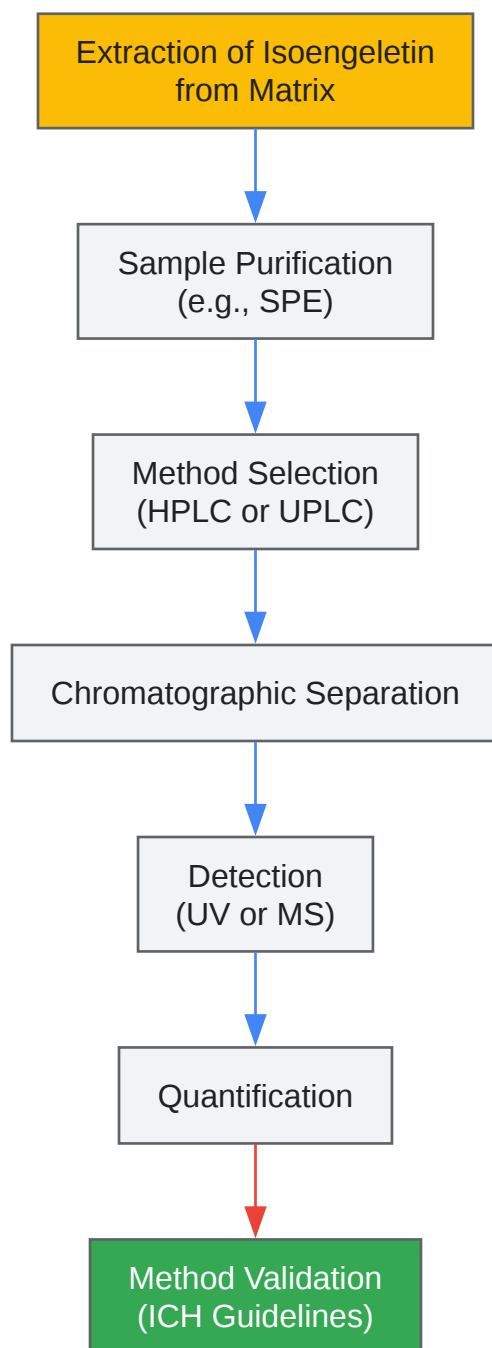 Extraction of Isoengeletin
from Matrix
Sample Purification
(e.g., SPE)
Method Selection
(HPLC or UPLC)
Chromatographic Separation
Detection
(UV or MS)
Quantification
Method Validation
(ICH Guidelines)